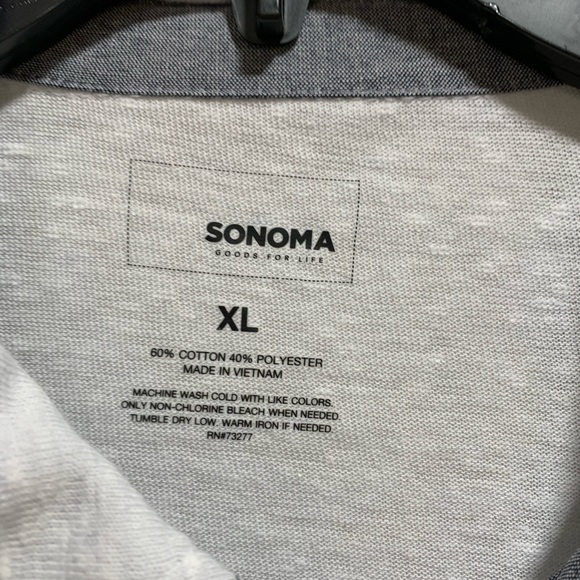 SONOMA
GOODS FOR LIFE
XL
60% COTTON 40% POLYESTER
MADE IN VIETNAM
MACHINE WASH COLD WITH LIKE COLORS.
ONLY NON-CHLORINE BLEACH WHEN NEEDED.
TUMBLE DRY LOW. WARM IRON IF NEEDED.
RN#73277